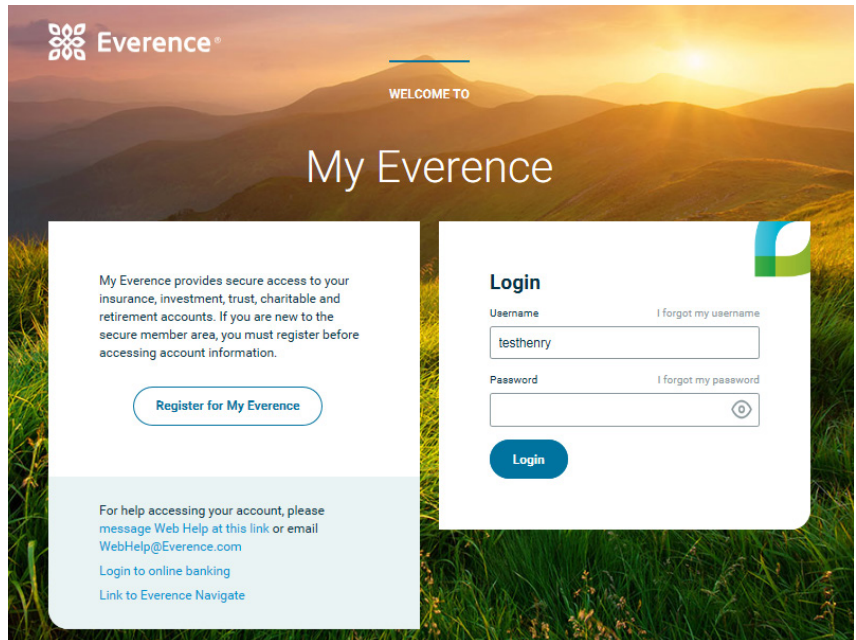 Everence®
WELCOME TO
My Everence
My Everence provides secure access to your
insurance, investment, trust, charitable and
retirement accounts. If you are new to the
secure member area, you must register before
accessing account information.
Register for My Everence
For help accessing your account, please
message Web Help at this link or email
WebHelp@Everence.com
Login to online banking
Link to Everence Navigate
Login
Username I forgot my username
testhenry
Password I forgot my password
Login